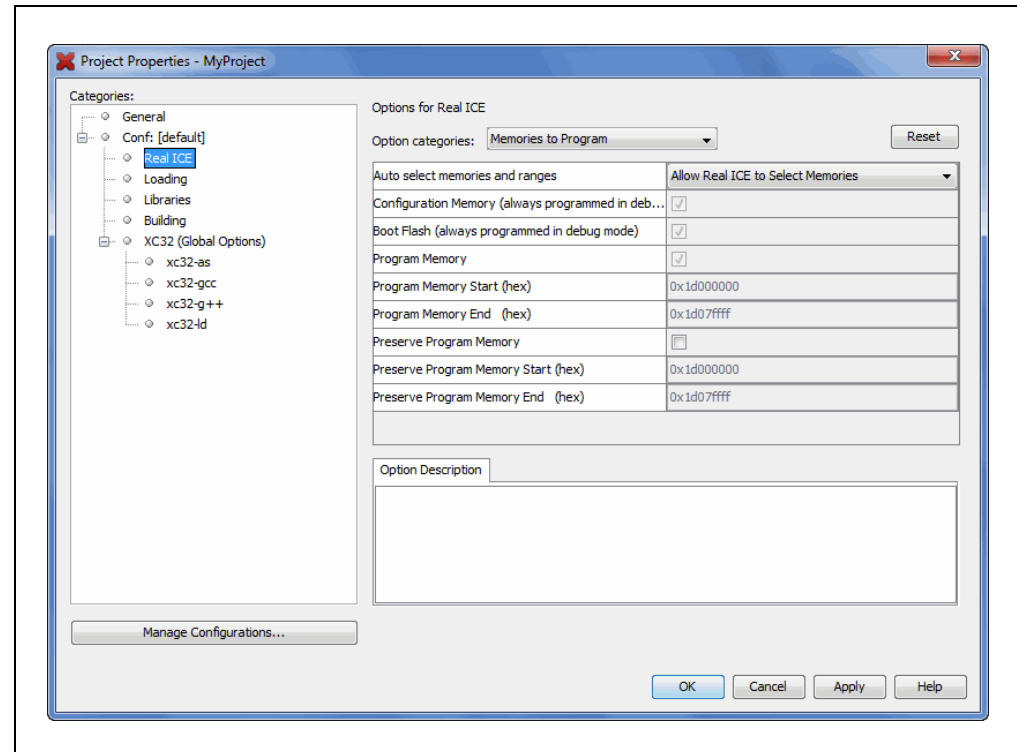 Project Properties - MyProject
Categories:
General
Conf: [default]
Real ICE
Loading
Libraries
Building
XC32 (Global Options)
xc32-as
xc32-gcc
xc32-g++
xc32-ld
Manage Configurations...
Options for Real ICE
Option categories: Memories to Program Reset
Auto select memories and ranges Allow Real ICE to Select Memories
Configuration Memory (always programmed in deb...
Boot Flash (always programmed in debug mode)
Program Memory
Program Memory Start (hex) 0x1d000000
Program Memory End (hex) 0x1d07ffff
Preserve Program Memory
Preserve Program Memory Start (hex) 0x1d000000
Preserve Program Memory End (hex) 0x1d07ffff
Option Description
OK Cancel Apply Help